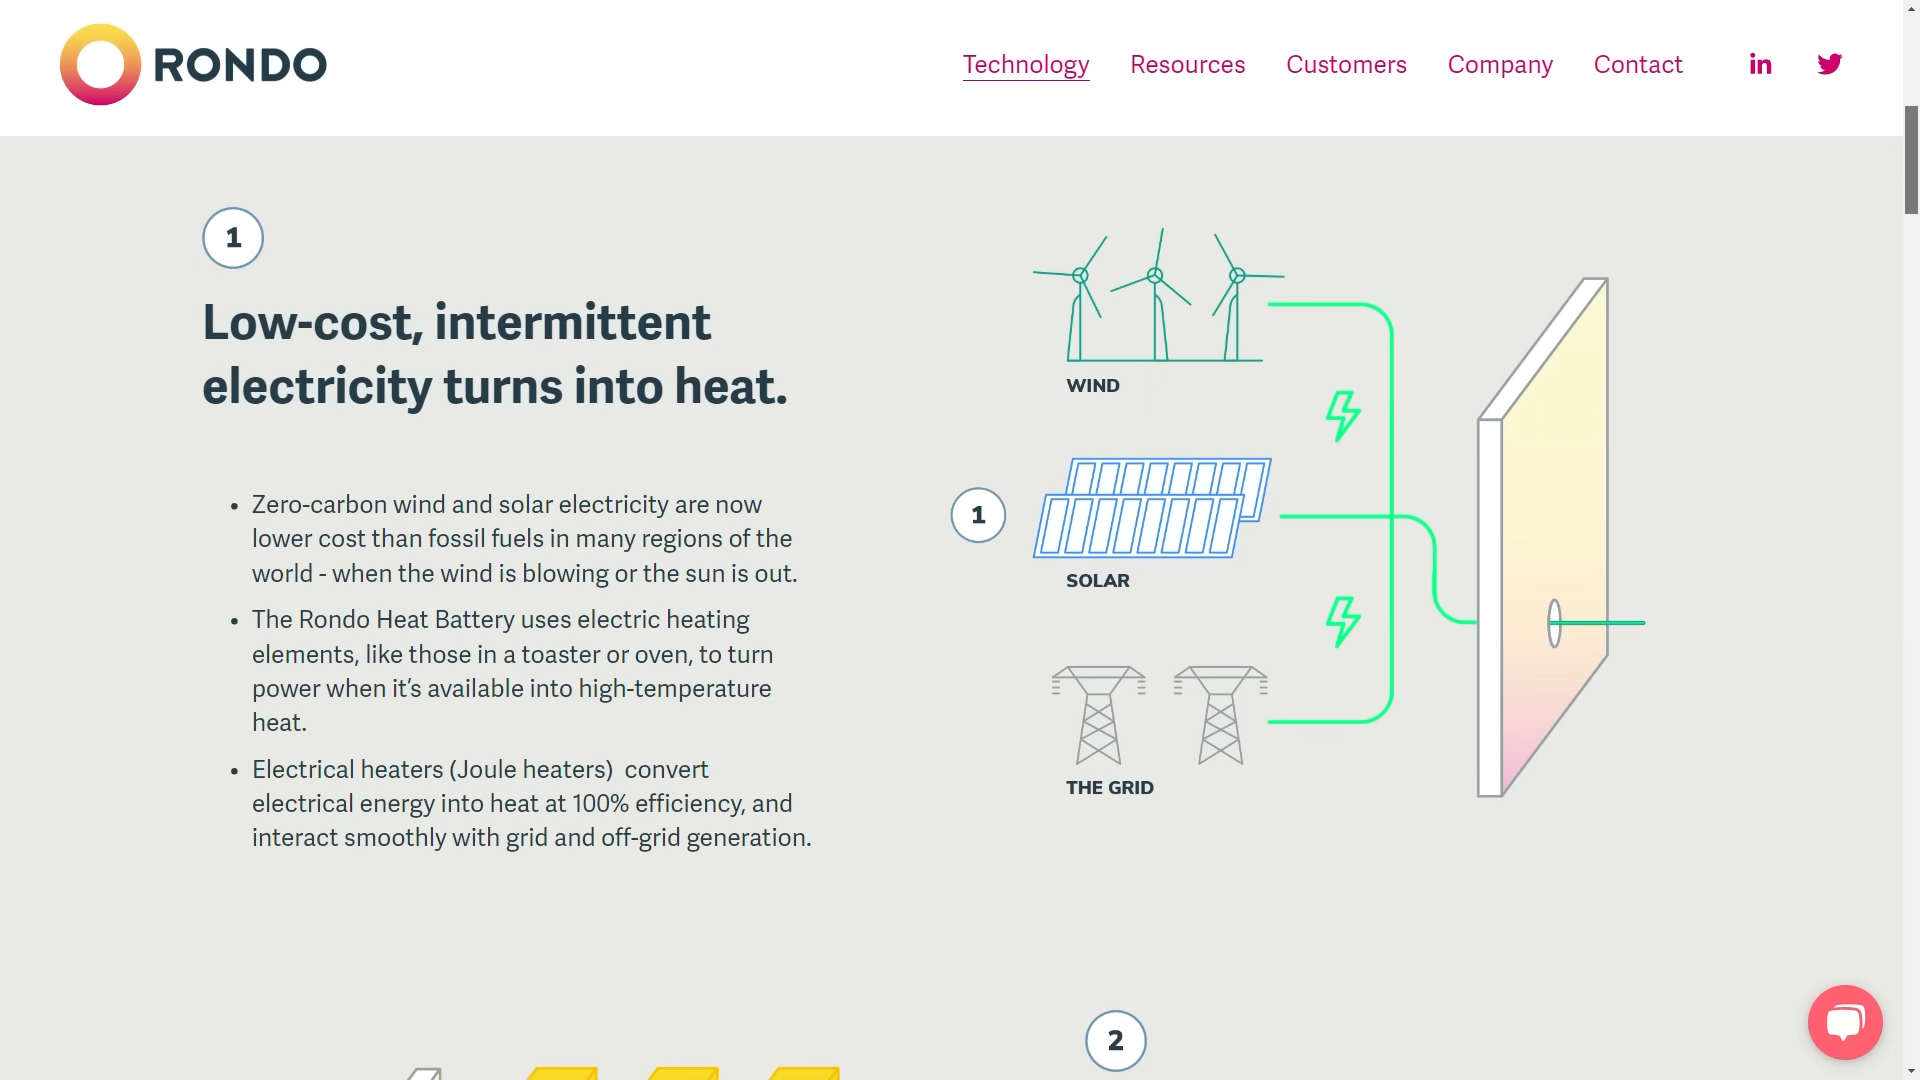 RONDO
Technology Resources Customers Company Contact in
1
Low-cost, intermittent
electricity turns into heat.
• Zero-carbon wind and solar electricity are now
lower cost than fossil fuels in many regions of the
world - when the wind is blowing or the sun is out.
• The Rondo Heat Battery uses electric heating
elements, like those in a toaster or oven, to turn
power when it’s available into high-temperature
heat.
• Electrical heaters (Joule heaters)  convert
electrical energy into heat at 100% efficiency, and
interact smoothly with grid and off-grid generation.
WIND
1
SOLAR
THE GRID
2